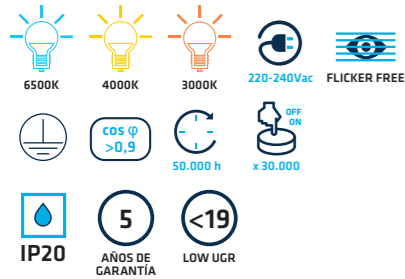 6500K
4000K
3000K
220-240Vac
FLICKER FREE
cos φ
>0,9
50.000 h
OFF
ON
x 30.000
IP20
5
AÑOS DE
GARANTÍA
<19
LOW UGR